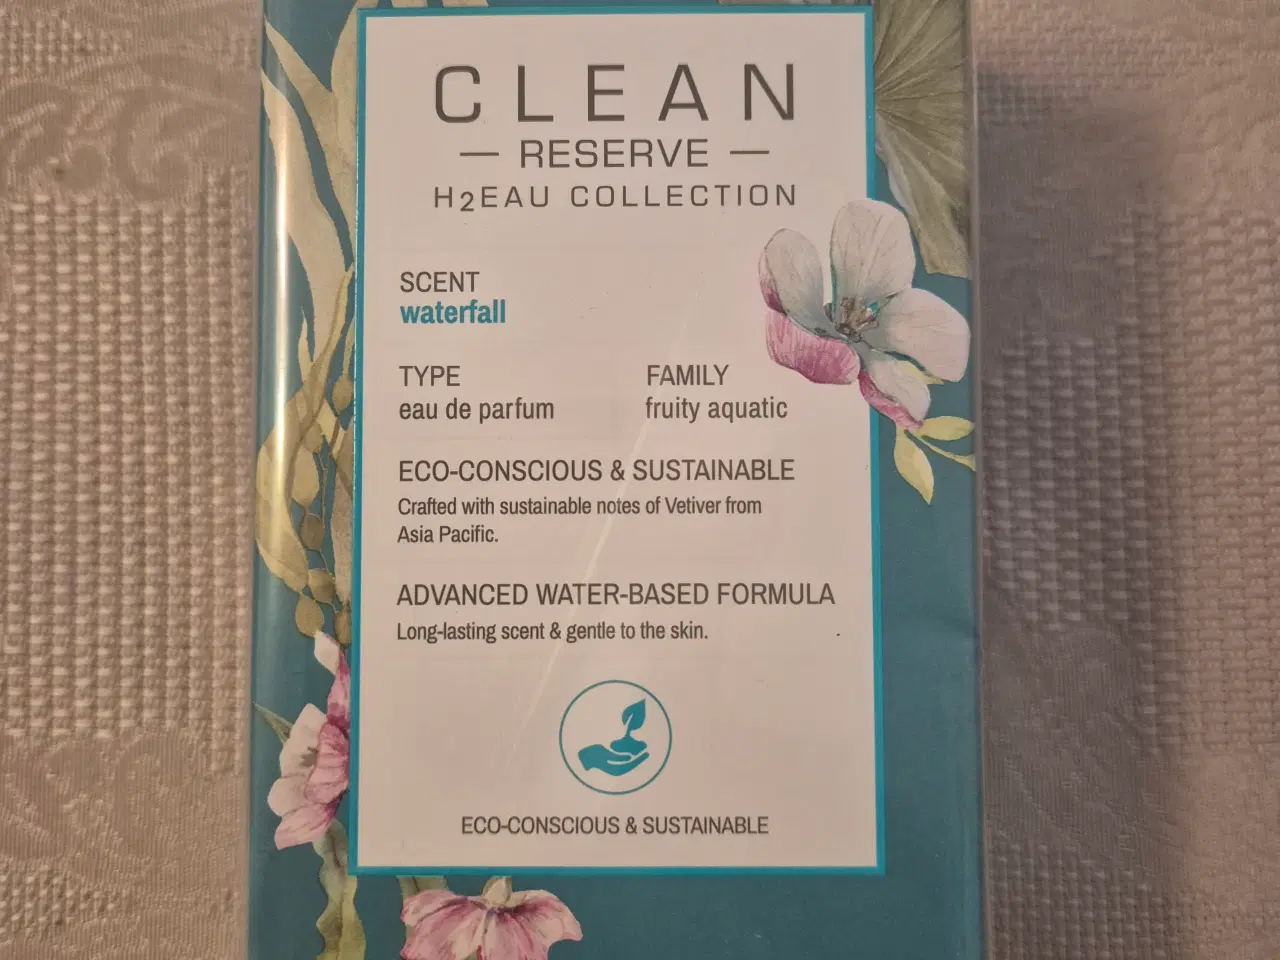 CLEAN
— RESERVE —
H2EAU COLLECTION
SCENT
waterfall
TYPE
eau de parfum
FAMILY
fruity aquatic
ECO-CONSCIOUS & SUSTAINABLE
Crafted with sustainable notes of Vetiver from
Asia Pacific.
ADVANCED WATER-BASED FORMULA
Long-lasting scent & gentle to the skin.
ECO-CONSCIOUS & SUSTAINABLE